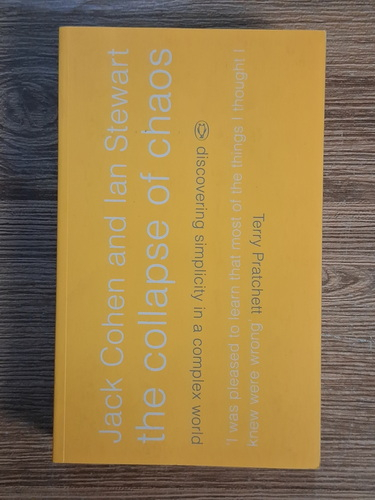 Jack Cohen and Ian Stewart
the collapse of chaos
discovering simplicity in a complex world
'I was pleased to learn that most of the things I thought I
knew were wrong' Terry Pratchett